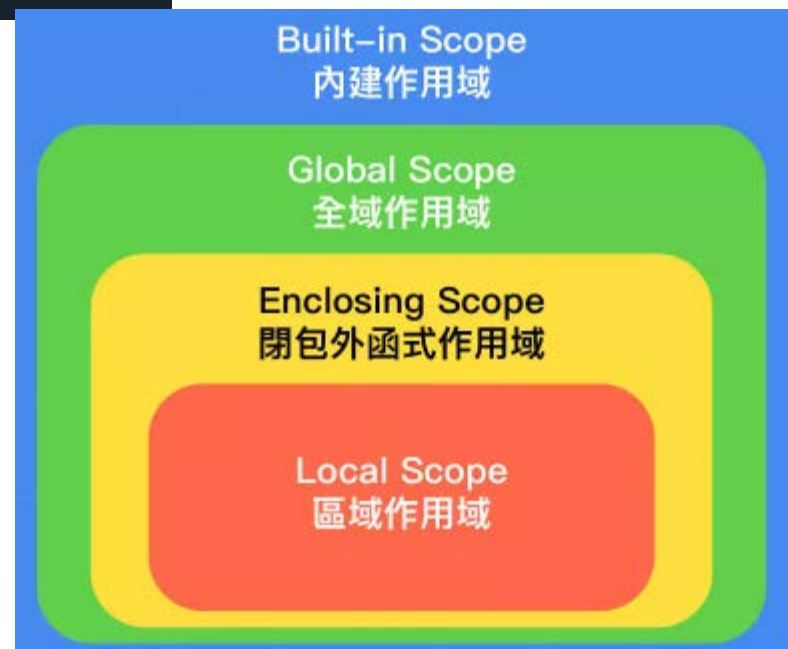 Built-in Scope
內建作用域
Global Scope
全域作用域
Enclosing Scope
閉包外函式作用域
Local Scope
區域作用域